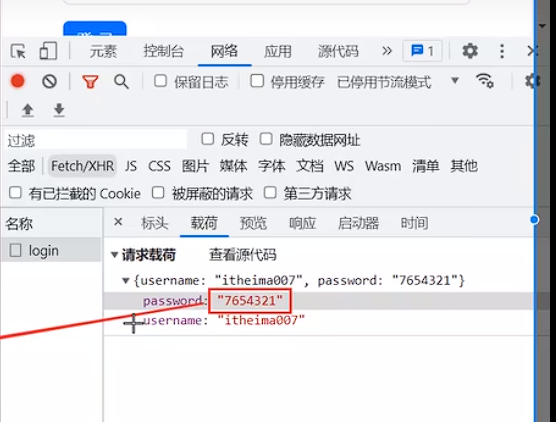 登录
元素 控制台 网络 应用 源代码 » 1
保留日志 停用缓存 已停用节流模式
过滤 反转 隐藏数据网址
全部 Fetch/XHR JS CSS 图片 媒体 字体 文档 WS Wasm 清单 其他
有已拦截的 Cookie 被屏蔽的请求 第三方请求
名称 × 标头 载荷 预览 响应 启动器 时间
login
▼请求载荷 查看源代码
▼{username: "itheima007", password: "7654321"}
password: "7654321"
username: "itheima007"